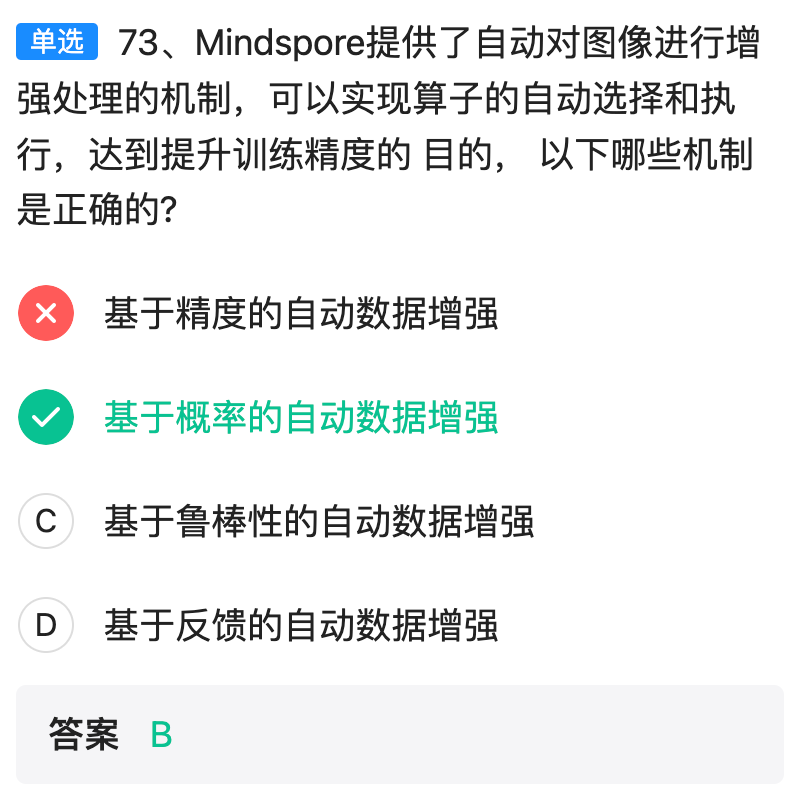 单选 73、Mindspore提供了自动对图像进行增
强处理的机制，可以实现算子的自动选择和执
行，达到提升训练精度的 目的， 以下哪些机制
是正确的?
基于精度的自动数据增强
基于概率的自动数据增强
C 基于鲁棒性的自动数据增强
D 基于反馈的自动数据增强
答案 B